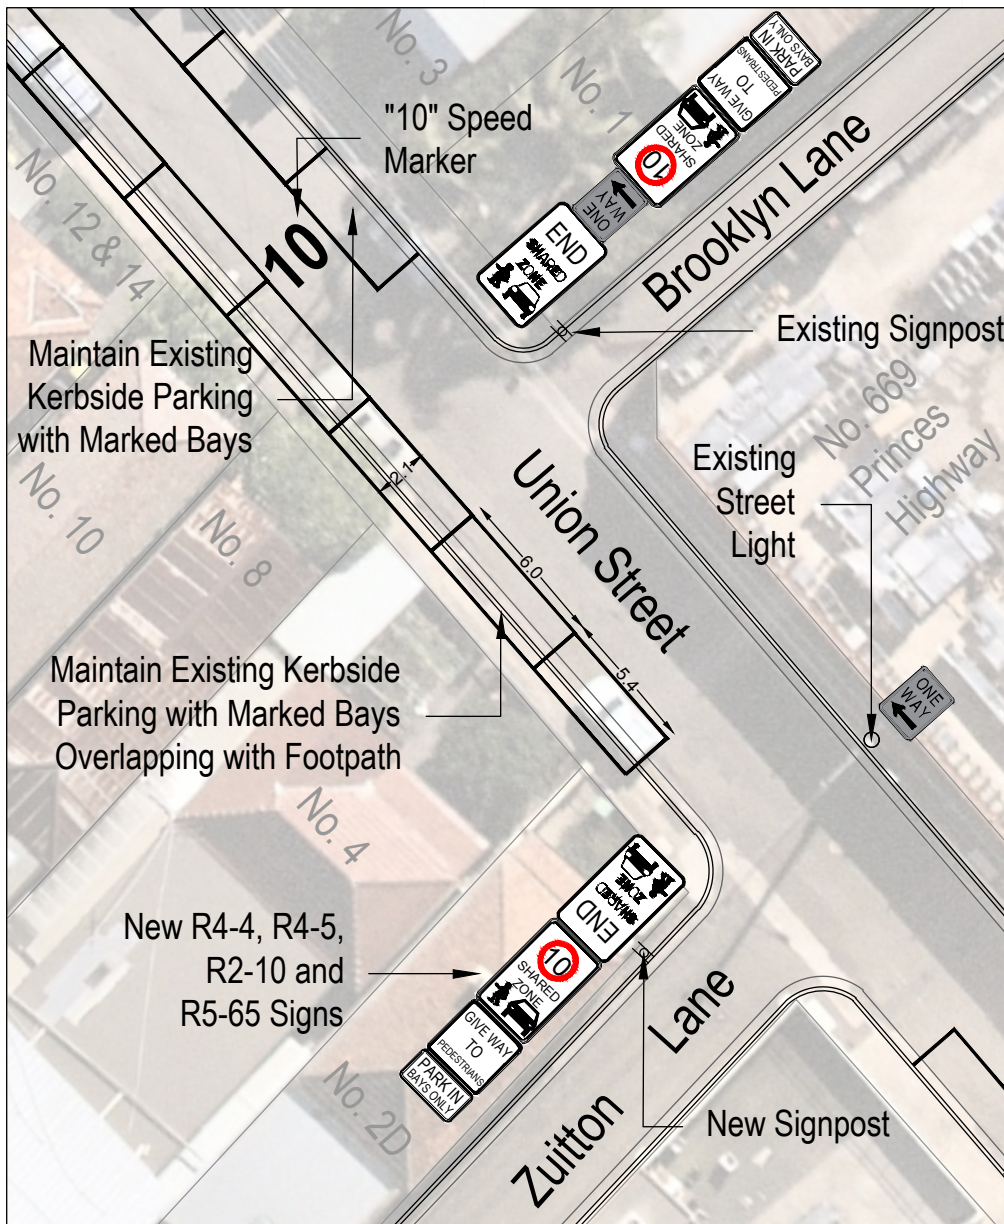 No. 3
No. 1
PARK IN
BAYS ONLY
GIVE WAY
TO
PEDESTRIANS
SHARED
ZONE
10
ONE
WAY
END
SHARED
ZONE
"10" Speed
Marker
Brooklyn Lane
No. 12 & 14
10
Existing Signpost
Maintain Existing
Kerbside Parking
with Marked Bays
No. 669
Princes
Highway
No. 10
No. 8
2.1
Union Street
Existing
Street
Light
6.0
5.4
Maintain Existing Kerbside
Parking with Marked Bays
Overlapping with Footpath
ONE
WAY
No. 4
SHARED
ZONE
END
10
SHARED
ZONE
GIVE WAY
TO
PEDESTRIANS
PARK IN
BAYS ONLY
New R4-4, R4-5,
R2-10 and
R5-65 Signs
No. 2D
Zuitton Lane
New Signpost